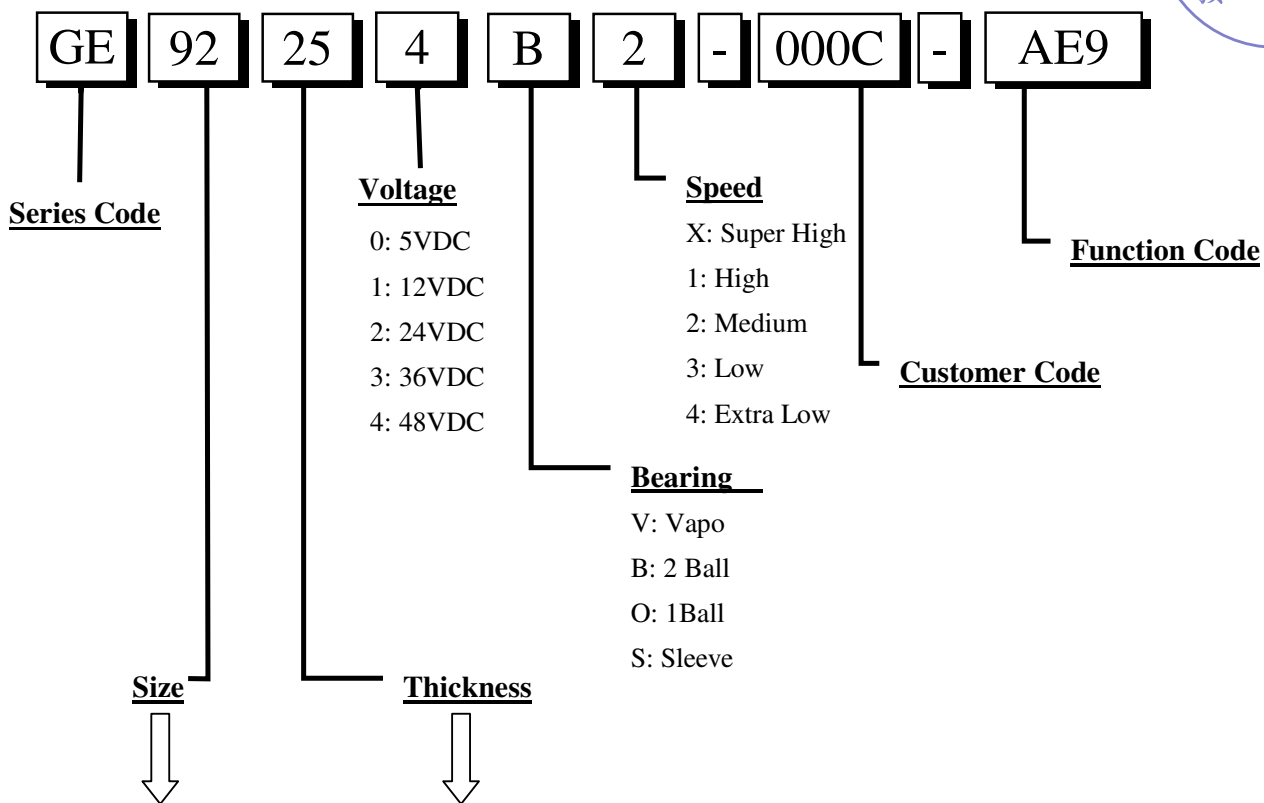 GE 92 25 4 B 2 - 000C - AE9
Series Code
Voltage
0: 5VDC
1: 12VDC
2: 24VDC
3: 36VDC
4: 48VDC
Speed
X: Super High
1: High
2: Medium
3: Low
4: Extra Low
Function Code
Customer Code
Bearing
V: Vapo
B: 2 Ball
O: 1Ball
S: Sleeve
Size
Thickness